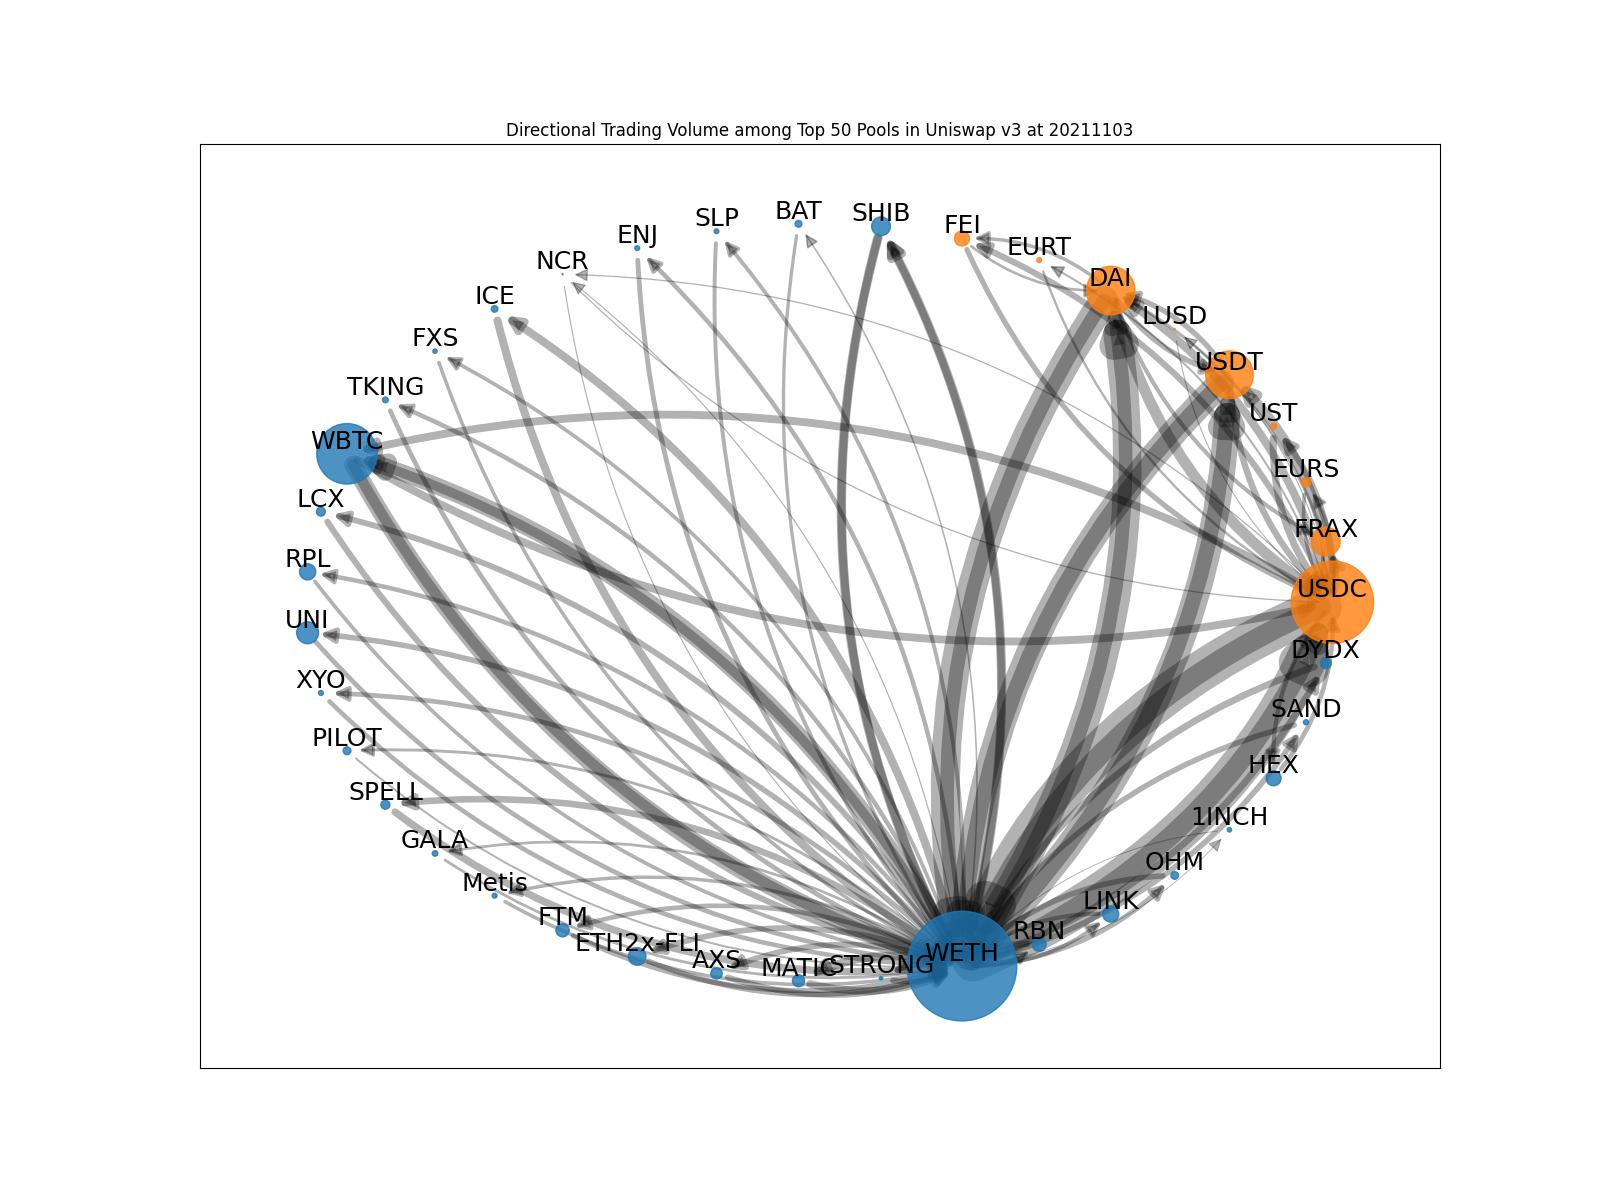 Directional Trading Volume among Top 50 Pools in Uniswap v3 at 20211103
BAT
SHIB
SLP
FEI
ENJ
EURT
NCR
DAI
ICE
LUSD
FXS
USDT
TKING
UST
WBTC
EURS
LCX
FRAX
RPL
USDC
UNI
DYDX
XYO
SAND
PILOT
HEX
SPELL
1INCH
GALA
OHM
Metis
LINK
FTM
RBN
ETH2x-FLI
WETH
AXS
MATIC
STRONG